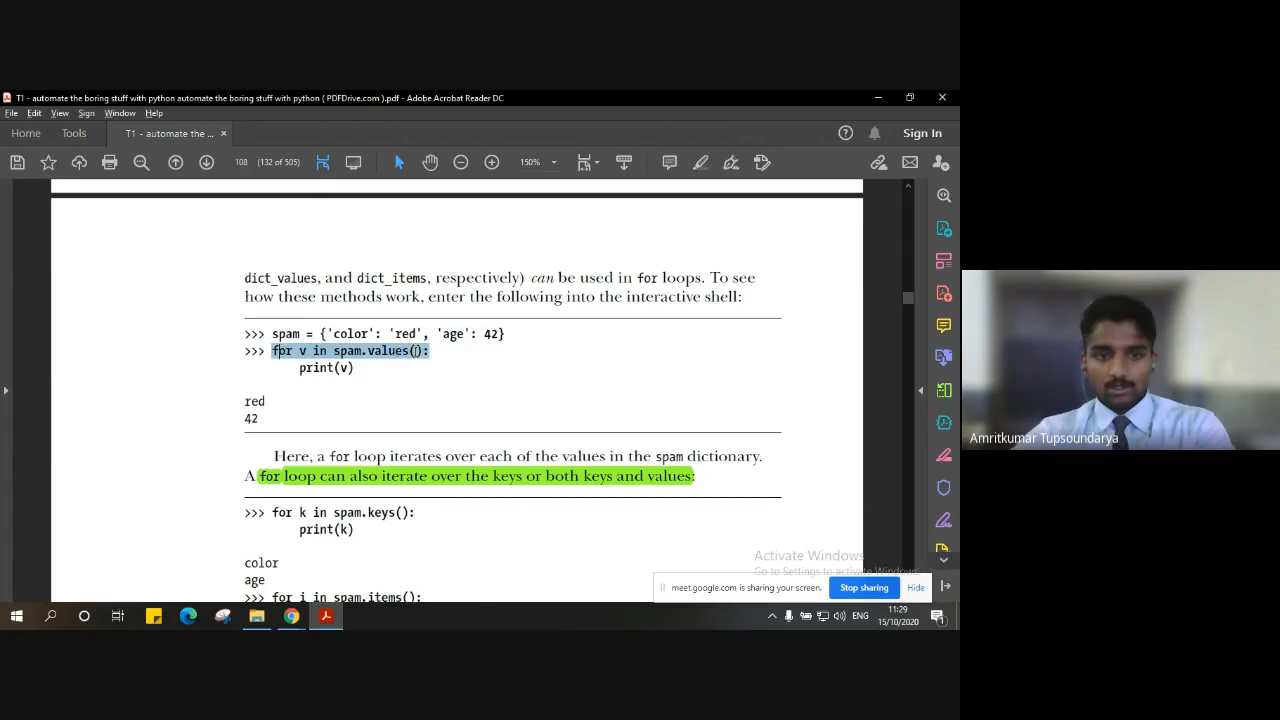 T1 - automate the boring stuff with python automate the boring stuff with python ( PDFDrive.com ).pdf - Adobe Acrobat Reader DC
File Edit View Sign Window Help
Home Tools T1 - automate the ... × Sign In
108 (132 of 505) 150%
dict_values, and dict_items, respectively) can be used in for loops. To see
how these methods work, enter the following into the interactive shell:
>>> spam = {'color': 'red', 'age': 42}
>>> for v in spam.values():
print(v)
red
42
Here, a for loop iterates over each of the values in the spam dictionary.
A for loop can also iterate over the keys or both keys and values:
>>> for k in spam.keys():
print(k)
color
age
>>> for i in spam.items():
Activate Windows
Go to Settings to activate Windows.
meet.google.com is sharing your screen. Stop sharing Hide
ENG
11:29
15/10/2020
Amritkumar Tupsoundarya